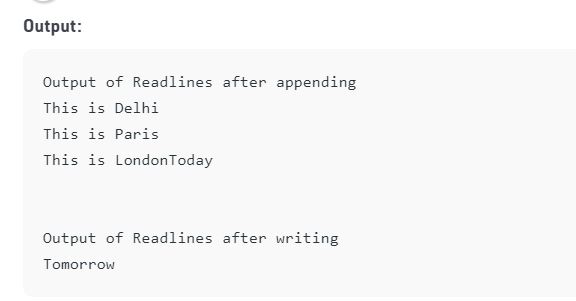 Output:
Output of Readlines after appending
This is Delhi
This is Paris
This is LondonToday
Output of Readlines after writing
Tomorrow